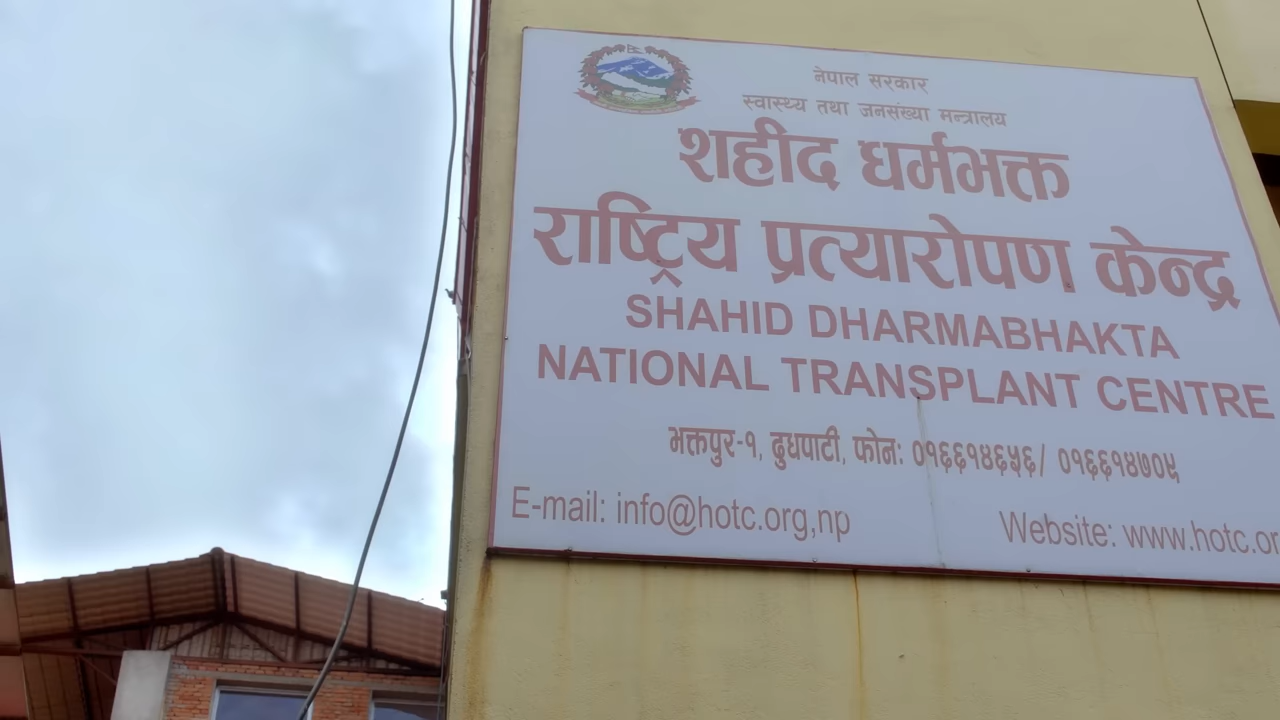 नेपाल सरकार
स्वास्थ्य तथा जनसंख्या मन्त्रालय
शहीद धर्मभक्त
राष्ट्रिय प्रत्यारोपण केन्द्र
SHAHID DHARMABHAKTA
NATIONAL TRANSPLANT CENTRE
भक्तपुर-१, दुधपाटी, फोन: ०१६६१४६५६/ ०१६६१४७०९
E-mail: info@hotc.org,np
Website: www.hotc.or